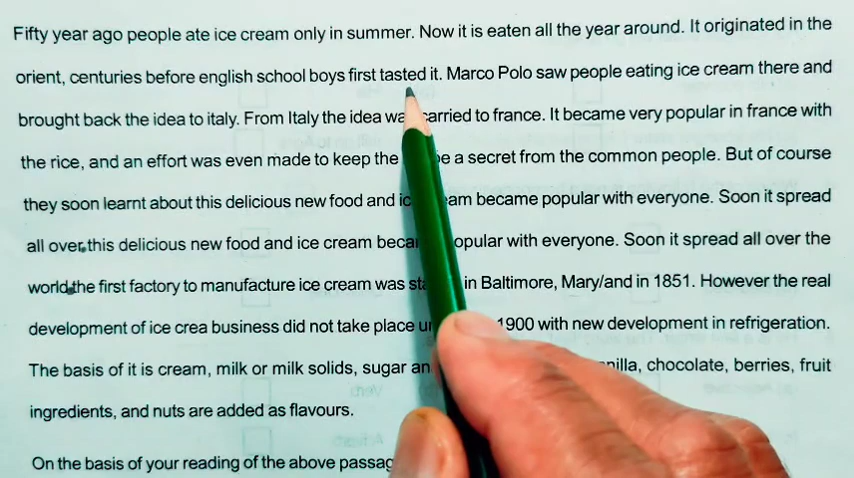 Fifty year ago people ate ice cream only in summer. Now it is eaten all the year around. It originated in the
orient, centuries before english school boys first tasted it. Marco Polo saw people eating ice cream there and
brought back the idea to italy. From Italy the idea was carried to france. It became very popular in france with
the rice, and an effort was even made to keep the a secret from the common people. But of course
they soon learnt about this delicious new food and became popular with everyone. Soon it spread
all over this delicious new food and ice cream popular with everyone. Soon it spread all over the
world the first factory to manufacture ice cream was in Baltimore, Mary/and in 1851. However the real
development of ice crea business did not take place 1900 with new development in refrigeration.
The basis of it is cream, milk or milk solids, sugar chocolate, berries, fruit
ingredients, and nuts are added as flavours.
On the basis of your reading of the above